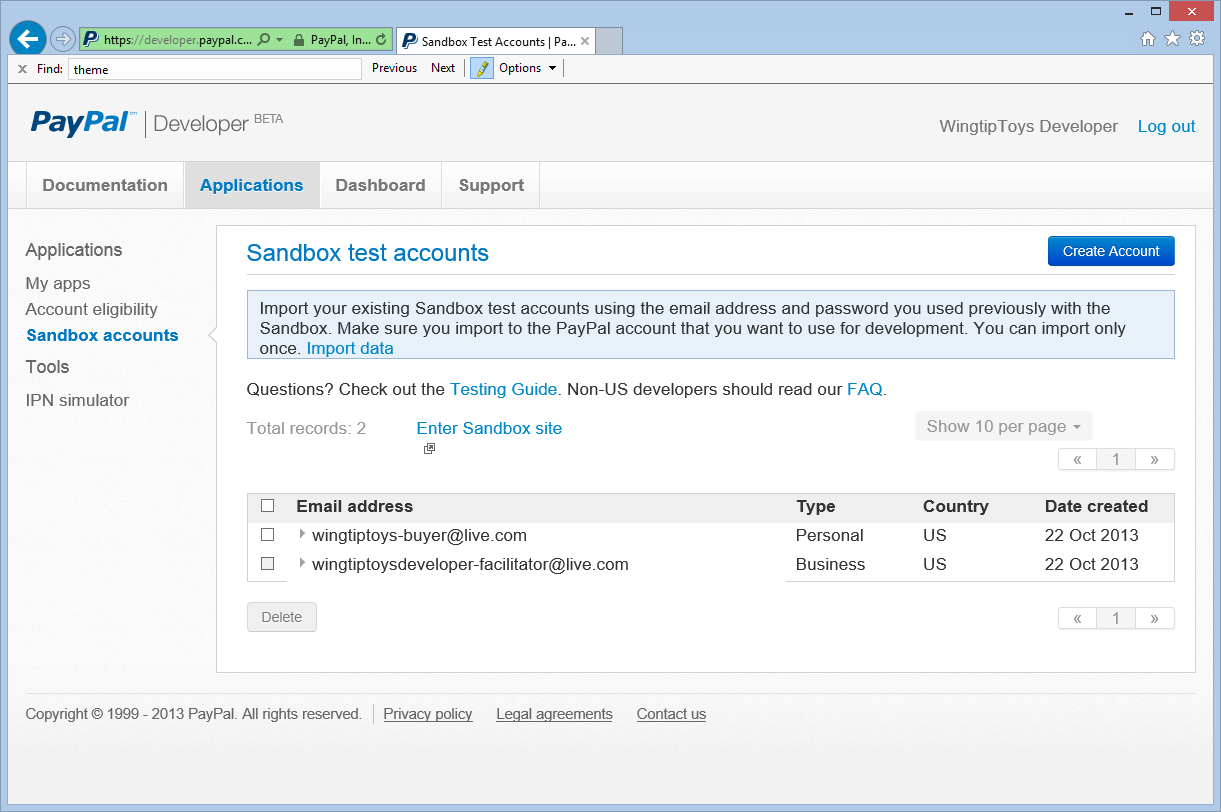 https://developer.paypal.c... PayPal, In... Sandbox Test Accounts | Pa...
Find: theme Previous Next Options
PayPal™ Developer BETA
WingtipToys Developer Log out
Documentation Applications Dashboard Support
Applications
My apps
Account eligibility
Sandbox accounts
Tools
IPN simulator
Sandbox test accounts
Create Account
Import your existing Sandbox test accounts using the email address and password you used previously with the
Sandbox. Make sure you import to the PayPal account that you want to use for development. You can import only
once. Import data
Questions? Check out the Testing Guide. Non-US developers should read our FAQ.
Total records: 2 Enter Sandbox site Show 10 per page
« 1 »
Email address Type Country Date created
wingtiptoys-buyer@live.com Personal US 22 Oct 2013
wingtiptoysdeveloper-facilitator@live.com Business US 22 Oct 2013
Delete « 1 »
Copyright © 1999 - 2013 PayPal. All rights reserved. Privacy policy Legal agreements Contact us